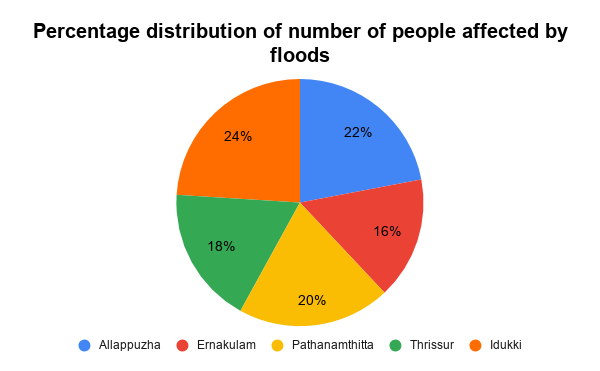 Percentage distribution of number of people affected by
floods
24%
22%
16%
18%
20%
Allappuzha Ernakulam Pathanamthitta Thrissur Idukki